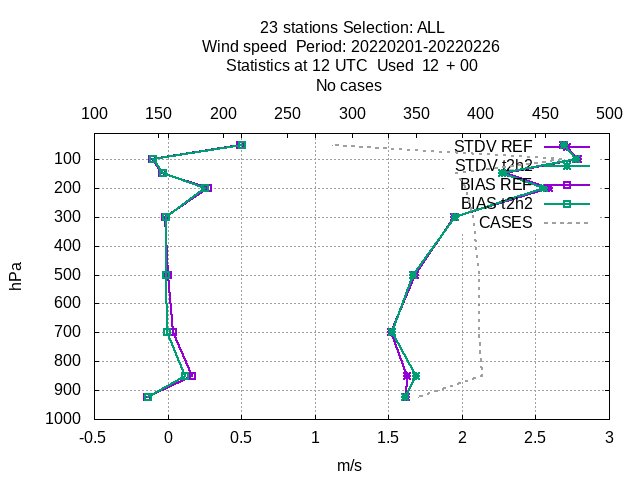 23 stations Selection: ALL
Wind speed  Period: 20220201-20220226
Statistics at 12 UTC  Used  12  + 00
No cases
100 150 200 250 300 350 400 450 500
STDV REF
STDV t2h2
BIAS REF
BIAS t2h2
CASES
100
200
300
400
500
600
700
800
900
1000
hPa
-0.5 0 0.5 1 1.5 2 2.5 3
m/s